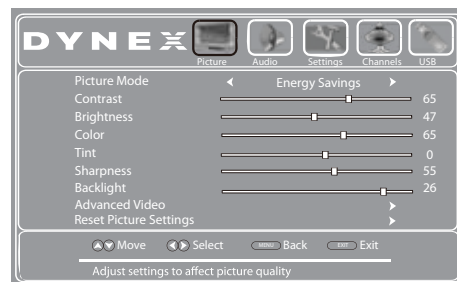 DYNEX
Picture Audio Settings Channels USB
Picture Mode Energy Savings
Contrast 65
Brightness 47
Color 65
Tint 0
Sharpness 55
Backlight 26
Advanced Video
Reset Picture Settings
Move Select MENU Back EXIT Exit
Adjust settings to affect picture quality